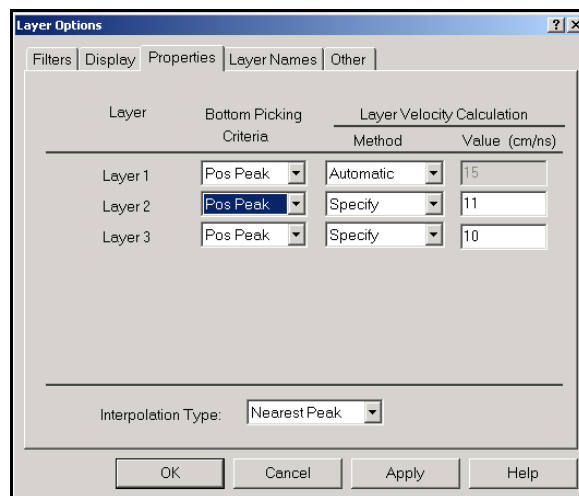 Layer Options
Filters Display Properties Layer Names Other
Layer Bottom Picking Criteria Layer Velocity Calculation
Method Value (cm/ns)
Layer 1 Pos Peak Automatic 15
Layer 2 Pos Peak Specify 11
Layer 3 Pos Peak Specify 10
Interpolation Type: Nearest Peak
OK Cancel Apply Help